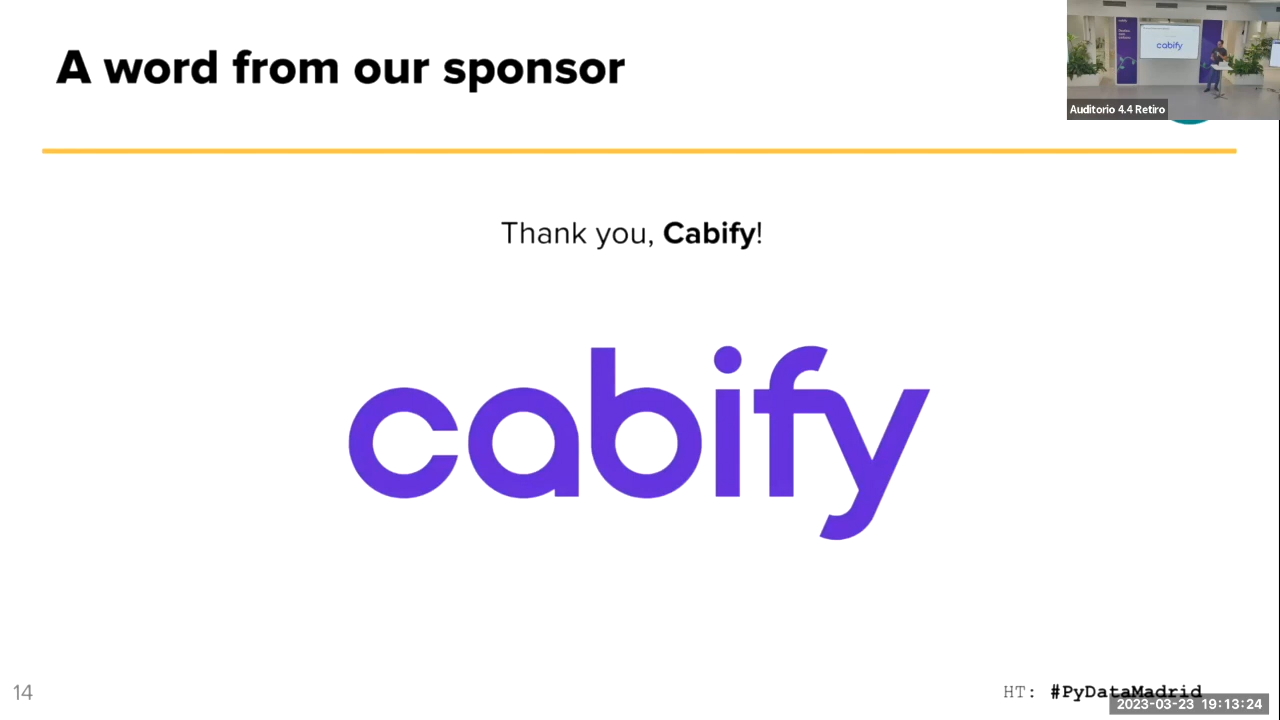 A word from our sponsor
cabify
Auditorio 4.4 Retiro
Thank you, Cabify!
cabify
14
HT: #PyDataMadrid
2023-03-23 19:13:24